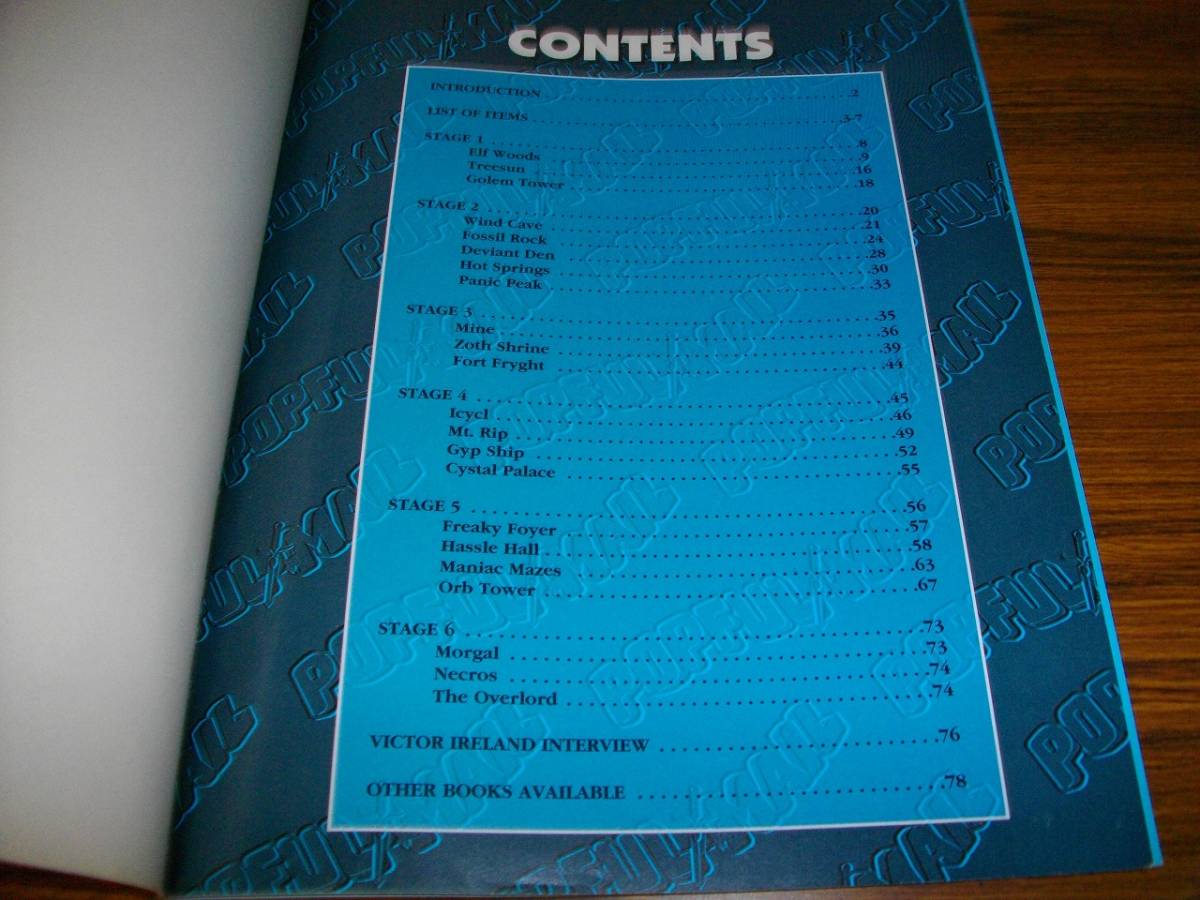 CONTENTS
INTRODUCTION ........ 2
LIST OF ITEMS ........ 3-7
STAGE 1 ........ 8
Elf Woods ........ 9
Treesun ........ 16
Golem Tower ........ 18
STAGE 2 ........ 20
Wind Cave ........ 21
Fossil Rock ........ 24
Deviant Den ........ 28
Hot Springs ........ 30
Panic Peak ........ 33
STAGE 3 ........ 35
Mine ........ 36
Zoth Shrine ........ 39
Fort Fryght ........ 44
STAGE 4 ........ 45
Icycl ........ 46
Mt. Rip ........ 49
Gyp Ship ........ 52
Cystal Palace ........ 55
STAGE 5 ........ 56
Freaky Foyer ........ 57
Hassle Hall ........ 58
Maniac Mazes ........ 63
Orb Tower ........ 67
STAGE 6 ........ 73
Morgal ........ 73
Necros ........ 74
The Overlord ........ 74
VICTOR IRELAND INTERVIEW ........ 76
OTHER BOOKS AVAILABLE ........ 78
POPFUL MAIL